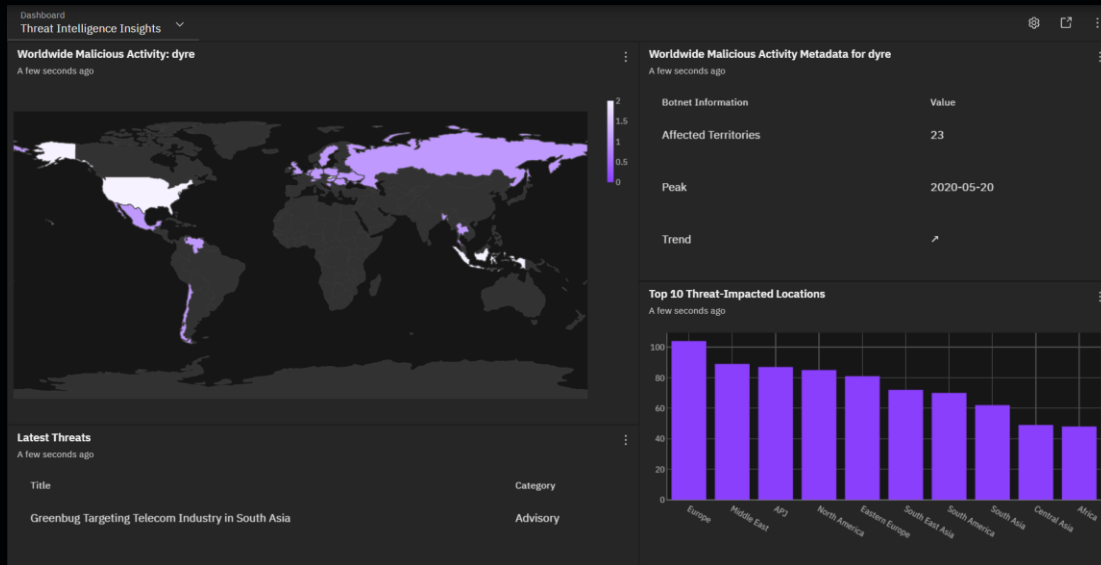 Dashboard
Threat Intelligence Insights
Worldwide Malicious Activity: dyre
A few seconds ago
2
1.5
1
0.5
0
Worldwide Malicious Activity Metadata for dyre
A few seconds ago
Botnet Information Value
Affected Territories 23
Peak 2020-05-20
Trend ↗
Latest Threats
A few seconds ago
Title Category
Greenbug Targeting Telecom Industry in South Asia Advisory
Top 10 Threat-Impacted Locations
A few seconds ago
100
80
60
40
20
0
Europe Middle East APJ North America Eastern Europe South East Asia South America South Asia Central Asia Africa